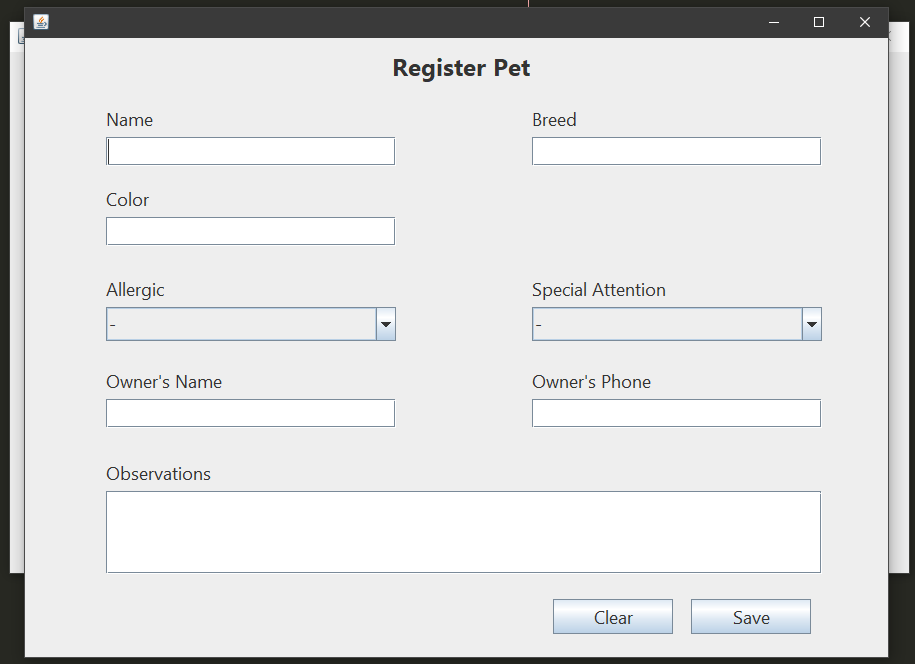 Register Pet
Name Breed
Color
Allergic Special Attention
- -
Owner's Name Owner's Phone
Observations
Clear Save